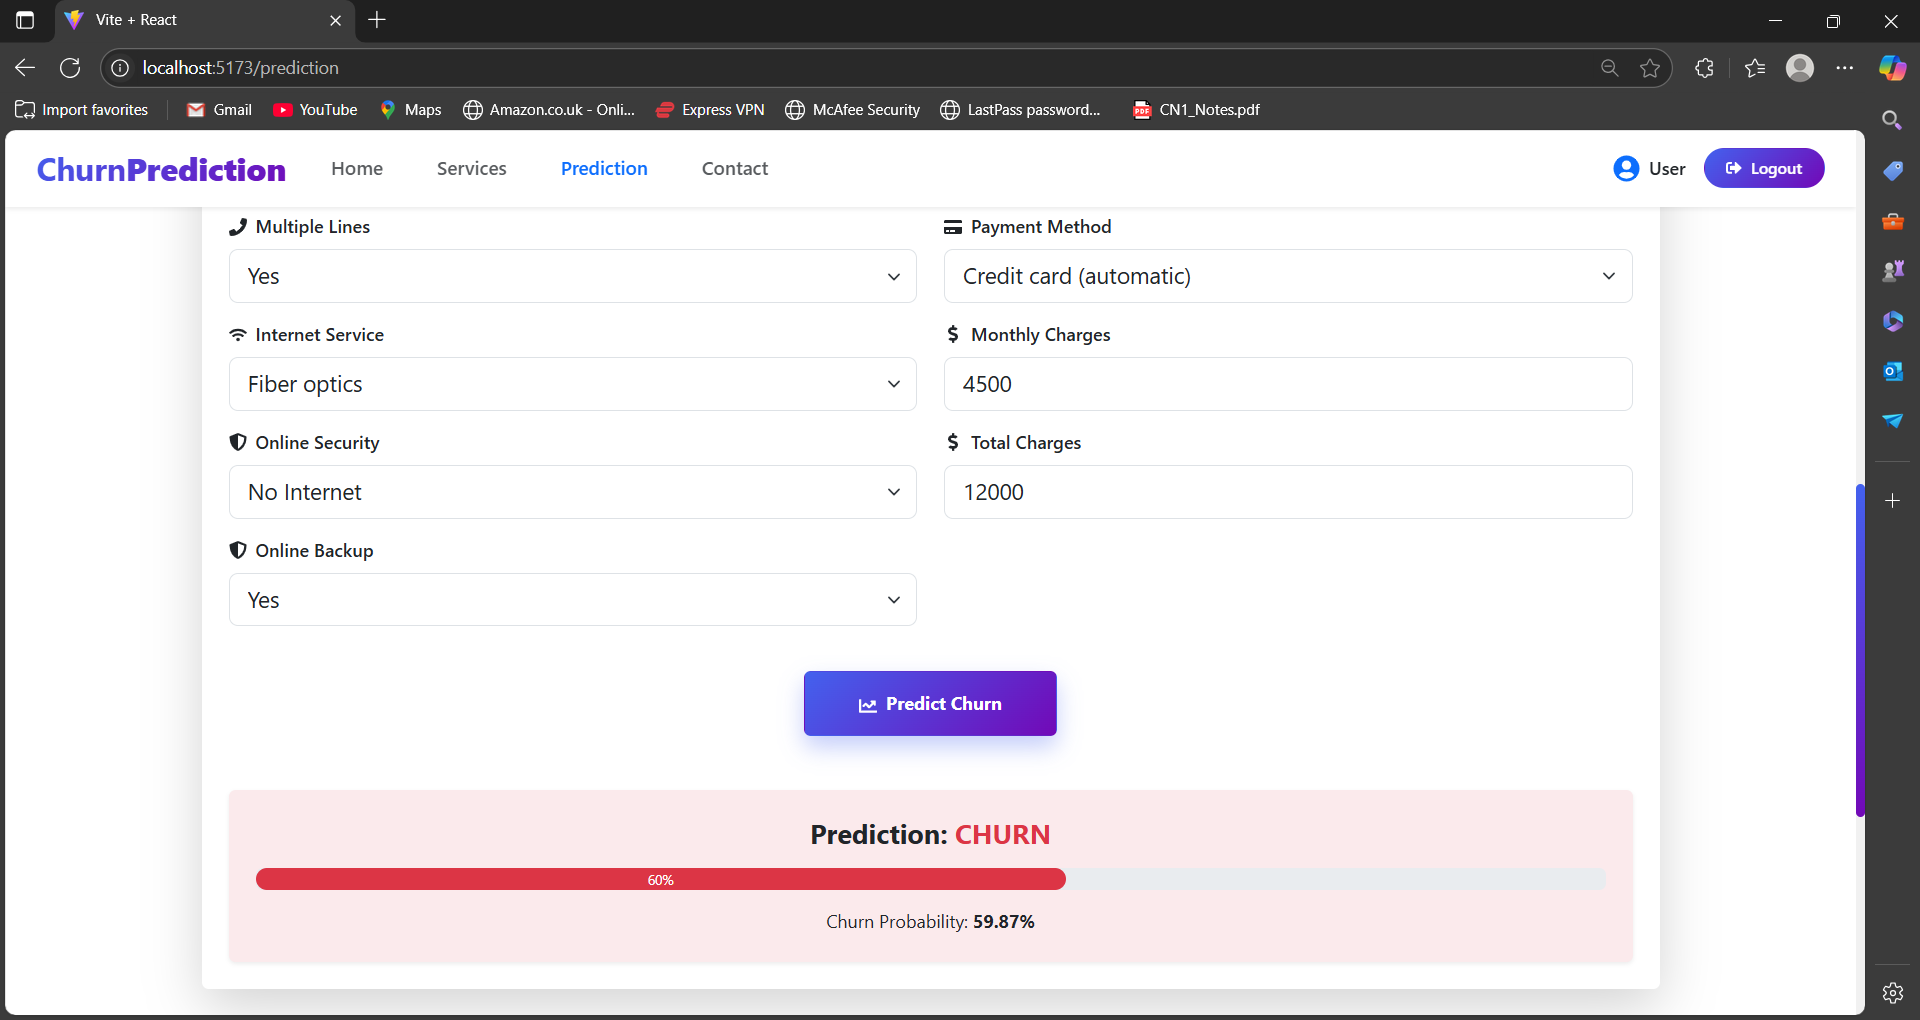 Vite + React
localhost:5173/prediction
Import favorites
Gmail
YouTube
Maps
Amazon.co.uk - Onli...
Express VPN
McAfee Security
LastPass password...
PDF
CN1_Notes.pdf
ChurnPrediction
Home
Services
Prediction
Contact
User
Logout
Multiple Lines
Yes
Internet Service
Fiber optics
Online Security
No Internet
Online Backup
Yes
Payment Method
Credit card (automatic)
$ Monthly Charges
4500
$ Total Charges
12000
Predict Churn
Prediction: CHURN
60%
Churn Probability: 59.87%